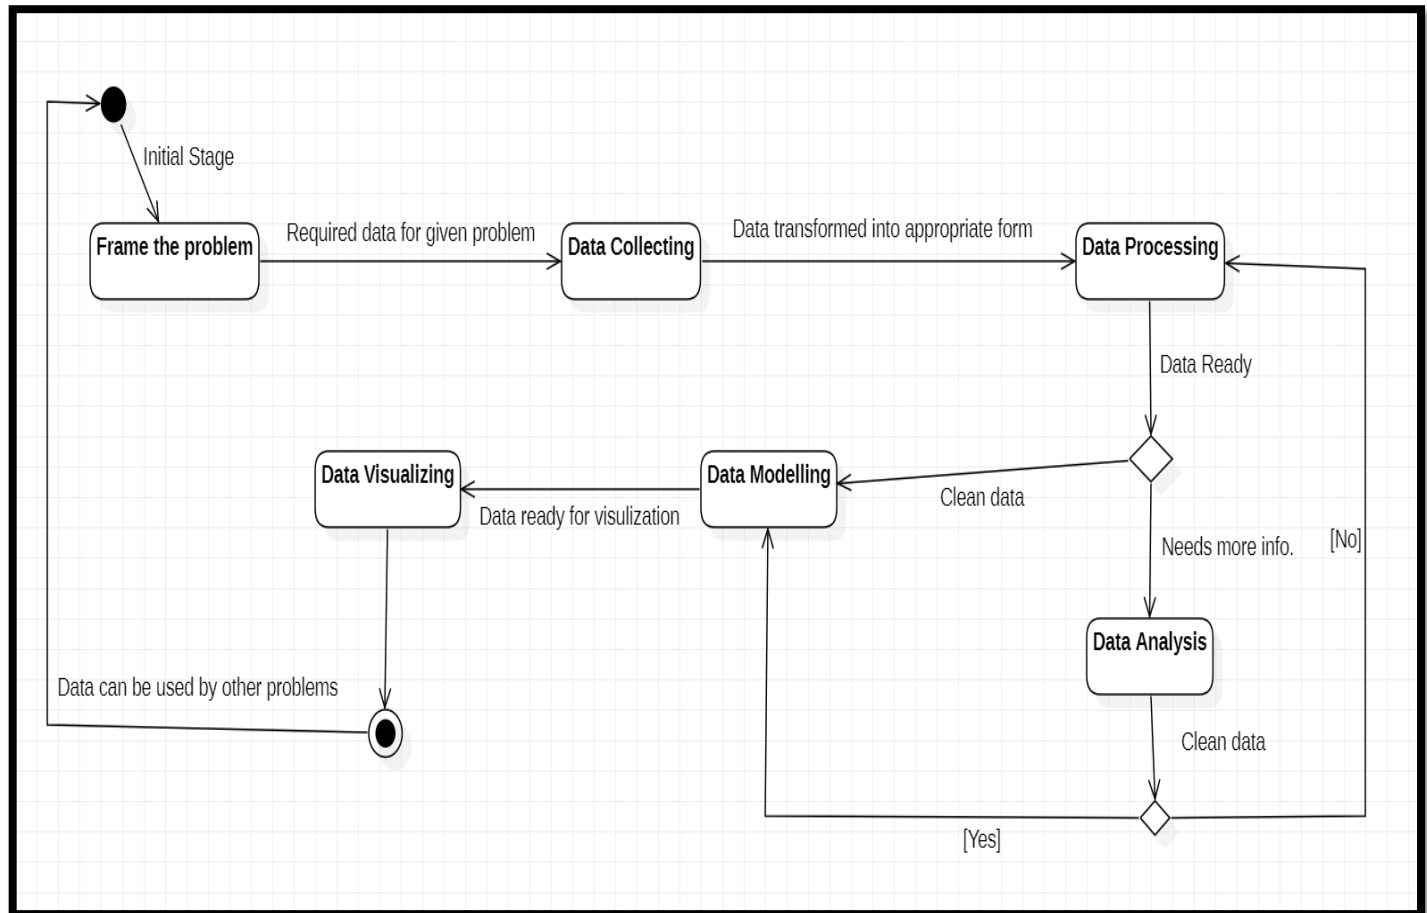 Initial Stage
Frame the problem
Required data for given problem
Data Collecting
Data transformed into appropriate form
Data Processing
Data Ready
Data Visualizing
Data ready for visulization
Data Modelling
Clean data
Needs more info.
[No]
Data Analysis
Data can be used by other problems
Clean data
[Yes]